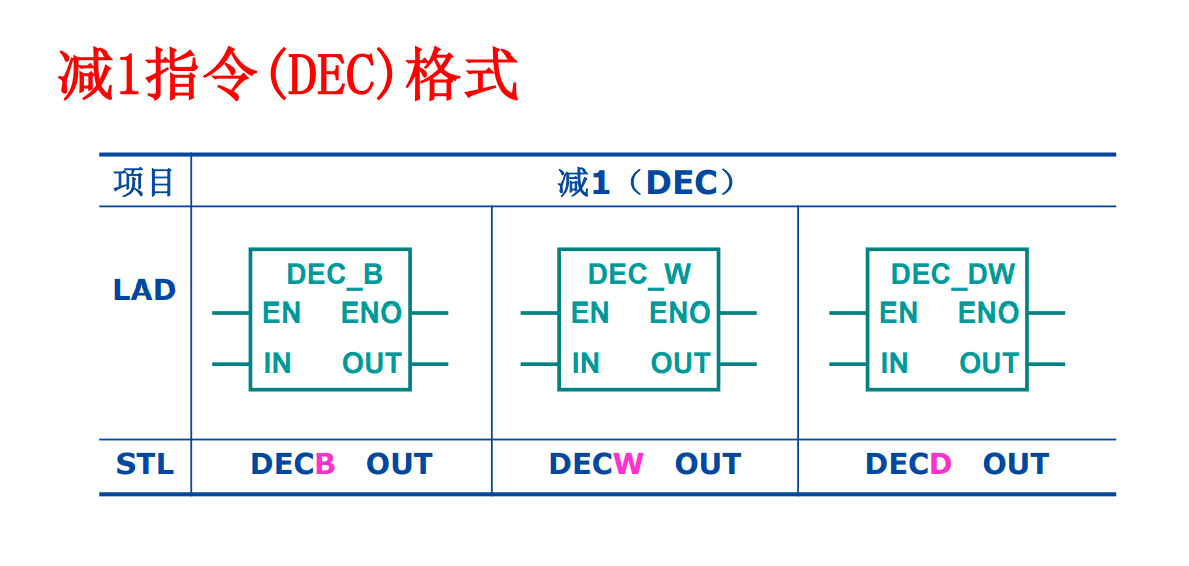 减1指令(DEC)格式
项目 减1（DEC）
LAD
DEC_B
EN ENO
IN OUT
DEC_W
EN ENO
IN OUT
DEC_DW
EN ENO
IN OUT
STL DECB OUT DECW OUT DECD OUT